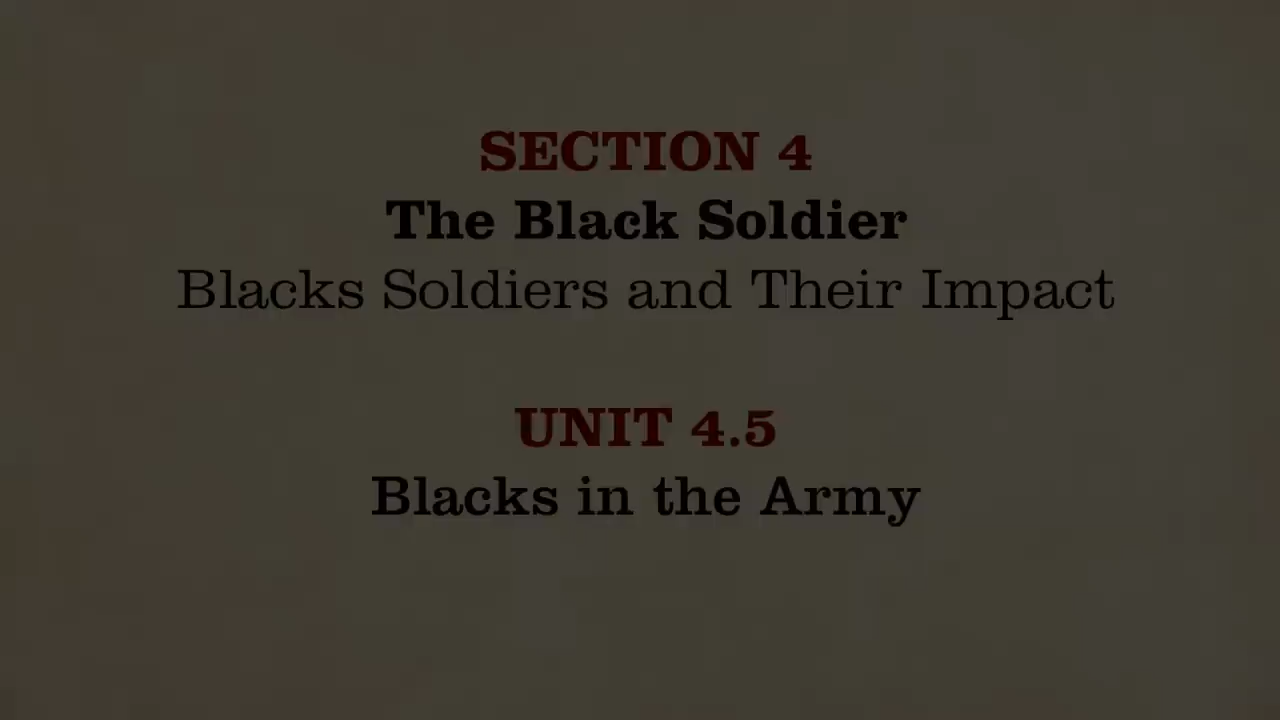 SECTION 4
The Black Soldier
Blacks Soldiers and Their Impact
UNIT 4.5
Blacks in the Army